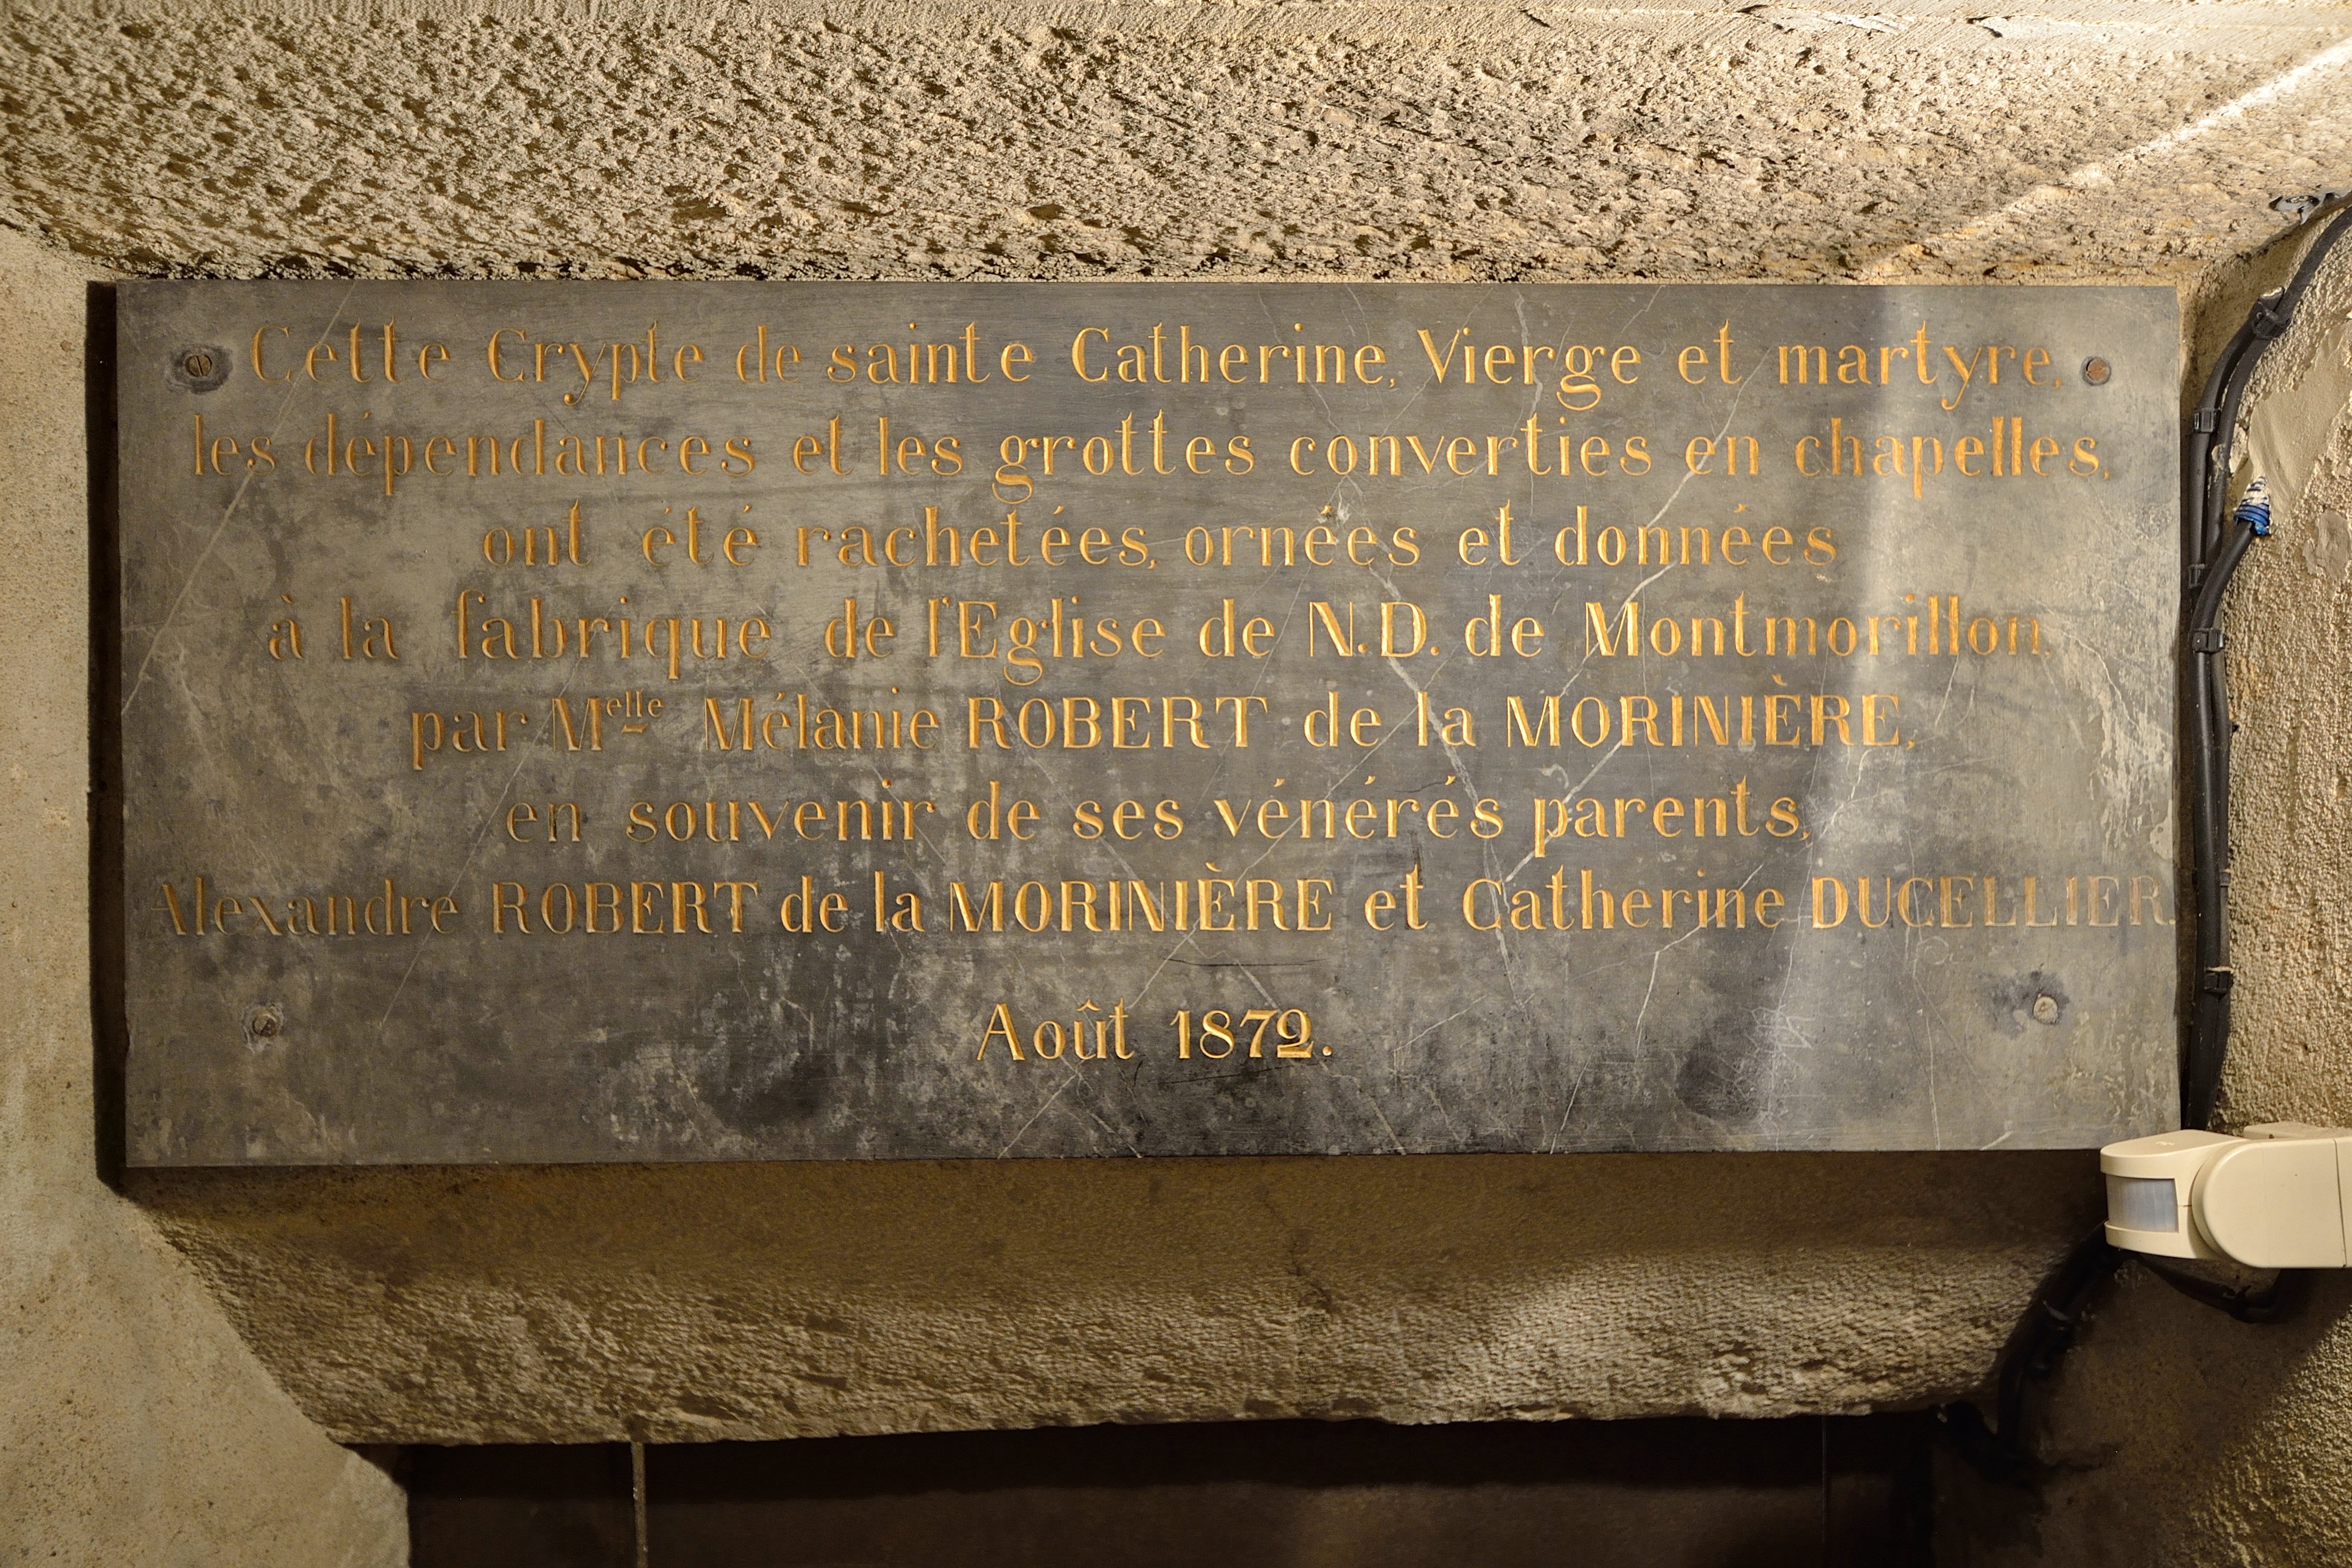 Cette Crypte de sainte Catherine, Vierge et martyre,
les dépendances et les grottes converties en chapelles,
ont été rachetées, ornées et données
à la fabrique de l'Eglise de N.D. de Montmorillon,
par Melle Mélanie ROBERT de la MORINIÈRE,
en souvenir de ses vénérés parents,
Alexandre ROBERT de la MORINIÈRE et Catherine DUCELLIER.
Août 1872.